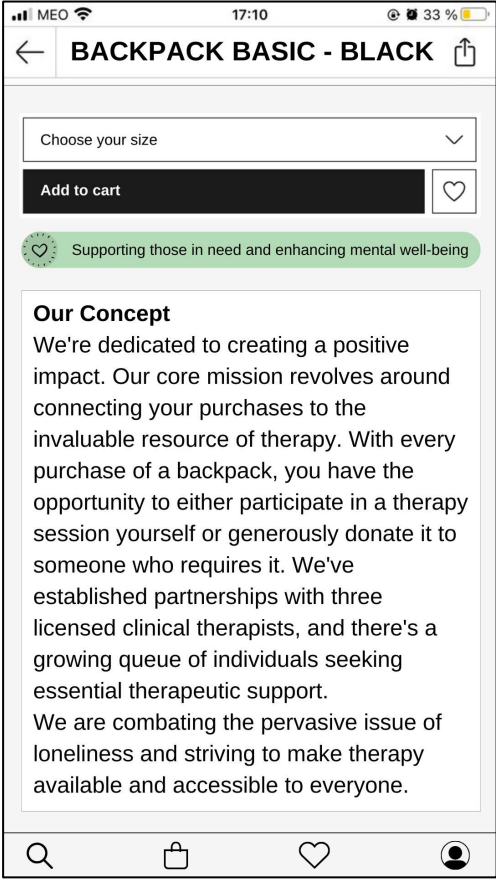 MEO 17:10 33 %
BACKPACK BASIC - BLACK
Choose your size
Add to cart
Supporting those in need and enhancing mental well-being
Our Concept
We're dedicated to creating a positive
impact. Our core mission revolves around
connecting your purchases to the
invaluable resource of therapy. With every
purchase of a backpack, you have the
opportunity to either participate in a therapy
session yourself or generously donate it to
someone who requires it. We've
established partnerships with three
licensed clinical therapists, and there's a
growing queue of individuals seeking
essential therapeutic support.
We are combating the pervasive issue of
loneliness and striving to make therapy
available and accessible to everyone.